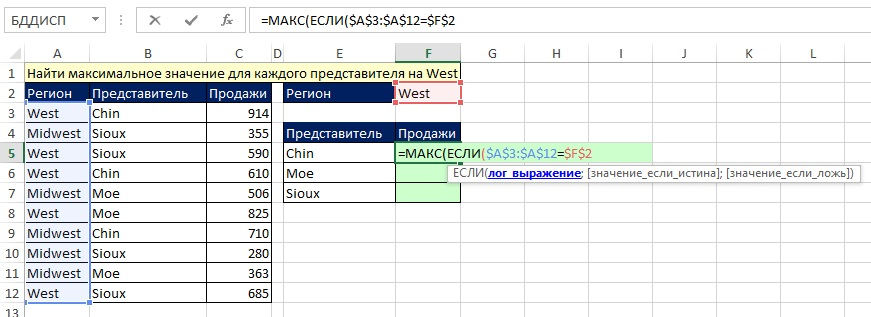 БДДИСП =МАКС(ЕСЛИ($A$3:$A$12=$F$2
A B C D E F G H I J K L
1 Найти максимальное значение для каждого представителя на West
2 Регион Представитель Продажи Регион West
3 West Chin 914
4 Midwest Sioux 355 Представитель Продажи
5 West Sioux 590 Chin =МАКС(ЕСЛИ($A$3:$A$12=$F$2
6 West Chin 610 Moe ЕСЛИ(лог_выражение; [значение_если_истина]; [значение_если_ложь])
7 Midwest Moe 506 Sioux
8 West Moe 825
9 Midwest Chin 710
10 Midwest Sioux 280
11 Midwest Moe 363
12 West Sioux 685
13